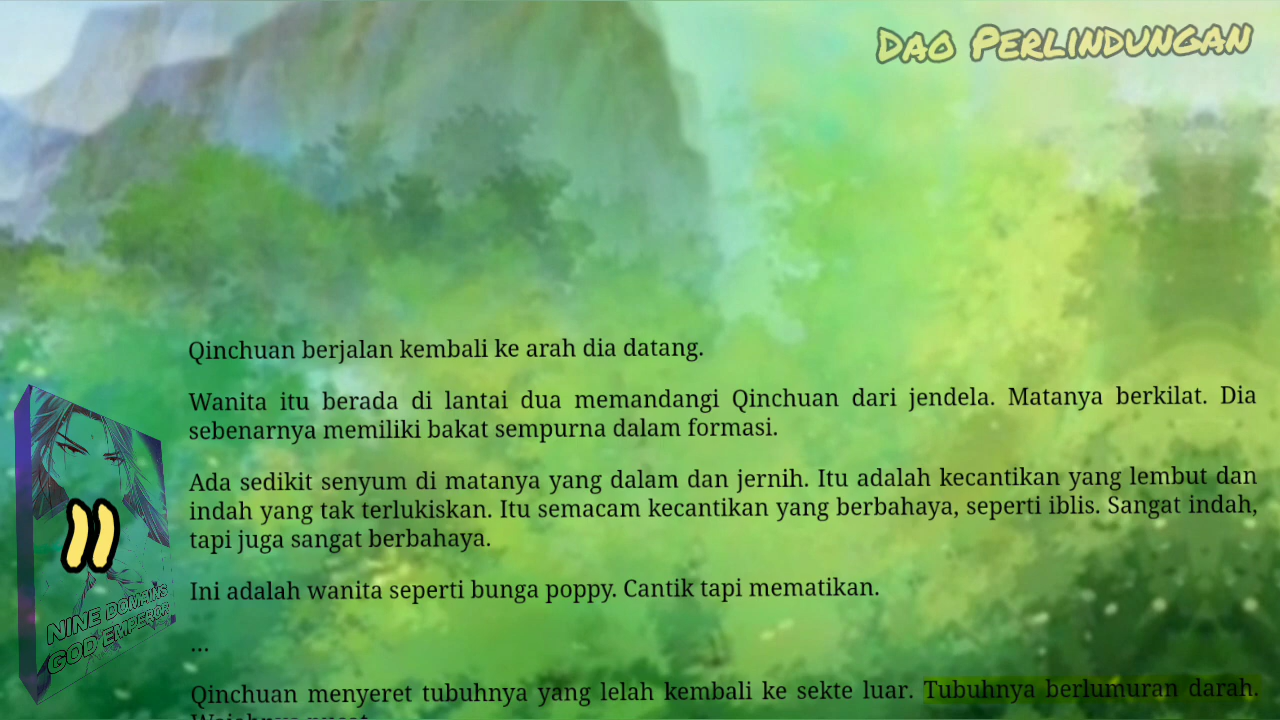 Dao Perlindungan
Qinchuan berjalan kembali ke arah dia datang.
Wanita itu berada di lantai dua memandangi Qinchuan dari jendela. Matanya berkilat. Dia
sebenarnya memiliki bakat sempurna dalam formasi.
Ada sedikit senyum di matanya yang dalam dan jernih. Itu adalah kecantikan yang lembut dan
indah yang tak terlukiskan. Itu semacam kecantikan yang berbahaya, seperti iblis. Sangat indah,
tapi juga sangat berbahaya.
Ini adalah wanita seperti bunga poppy. Cantik tapi mematikan.
...
Qinchuan menyeret tubuhnya yang lelah kembali ke sekte luar. Tubuhnya berlumuran darah.
11
NINE DOMAINS
GOD EMPEROR